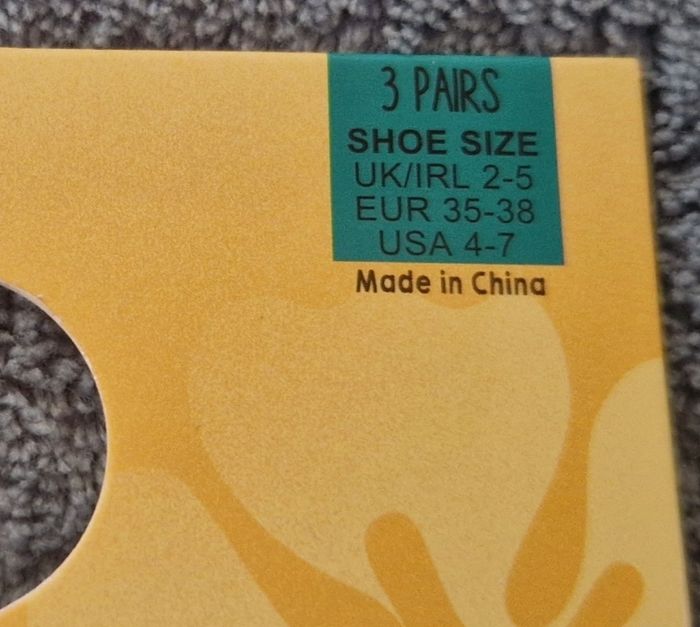 3 PAIRS
SHOE SIZE
UK/IRL 2-5
EUR 35-38
USA 4-7
Made in China